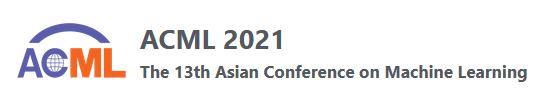 ACML 2021
ACML The 13th Asian Conference on Machine Learning